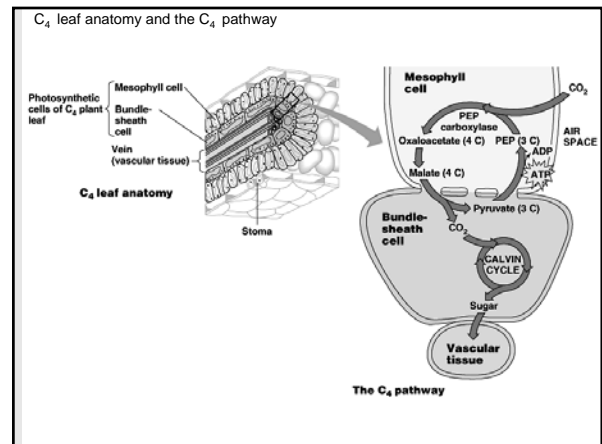 C4 leaf anatomy and the C4 pathway
Photosynthetic
cells of C4 plant
leaf
Mesophyll cell
Bundle-
sheath
cell
Vein
(vascular tissue)
C4 leaf anatomy
Stoma
Mesophyll
cell
CO2
PEP
carboxylase
Oxaloacetate (4 C)
PEP (3 C)
AIR
SPACE
ADP
ATP
Malate (4 C)
Pyruvate (3 C)
Bundle-
sheath
cell
CO2
CALVIN
CYCLE
Sugar
Vascular
tissue
The C4 pathway